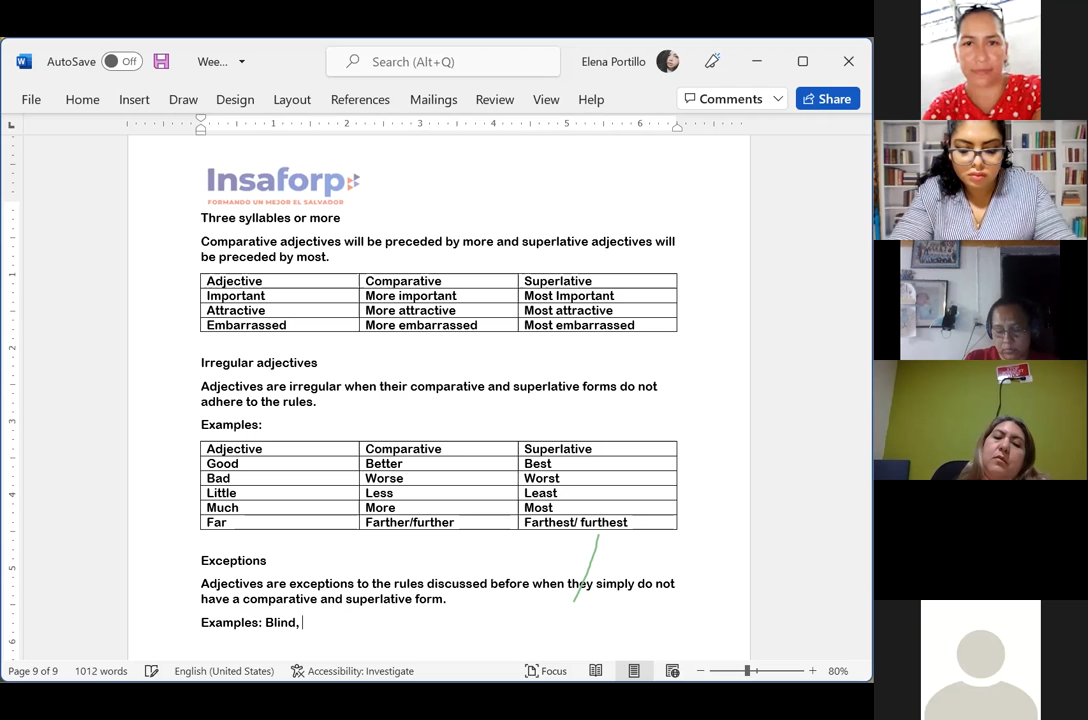 AutoSave Off Wee... Search (Alt+Q) Elena Portillo
File Home Insert Draw Design Layout References Mailings Review View Help Comments Share
1 2 3 4 5 6
Insaforp
FORMANDO UN MEJOR EL SALVADOR
Three syllables or more
Comparative adjectives will be preceded by more and superlative adjectives will
be preceded by most.
Adjective Comparative Superlative
Important More important Most Important
Attractive More attractive Most attractive
Embarrassed More embarrassed Most embarrassed
Irregular adjectives
Adjectives are irregular when their comparative and superlative forms do not
adhere to the rules.
Examples:
Adjective Comparative Superlative
Good Better Best
Bad Worse Worst
Little Less Least
Much More Most
Far Farther/further Farthest/ furthest
Exceptions
Adjectives are exceptions to the rules discussed before when they simply do not
have a comparative and superlative form.
Examples: Blind,
Page 9 of 9 1012 words English (United States) Accessibility: Investigate Focus 80%